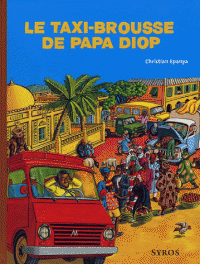 LE TAXI-BROUSSE
DE PAPA DIOP
Christian Epanya
SYROS